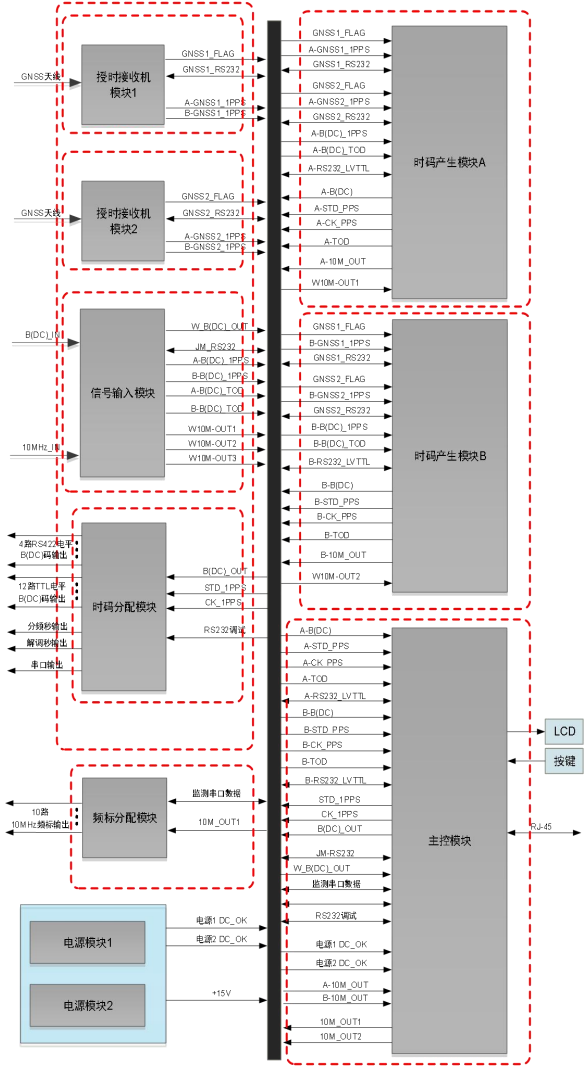 GNSS天线
授时接收机
模块1
GNSS1_FLAG
GNSS1_RS232
A-GNSS1_1PPS
B-GNSS1_1PPS
GNSS天线
授时接收机
模块2
GNSS2_FLAG
GNSS2_RS232
A-GNSS2_1PPS
B-GNSS2_1PPS
B(DC)_IN
10MHz_IN
信号输入模块
W_B(DC)_OUT
JM_RS232
A-B(DC)_1PPS
B-B(DC)_1PPS
A-B(DC)_TOD
B-B(DC)_TOD
W10M-OUT1
W10M-OUT2
W10M-OUT3
4路RS422电平
B(DC)码输出
12路TTL电平
B(DC)码输出
分频秒输出
解调秒输出
串口输出
时码分配模块
B(DC)_OUT
STD_1PPS
CK_1PPS
RS232调试
10路
10MHz频标输出
频标分配模块
监测串口数据
10M_OUT1
电源模块1
电源模块2
电源1 DC_OK
电源2 DC_OK
+15V
GNSS1_FLAG
A-GNSS1_1PPS
GNSS1_RS232
GNSS2_FLAG
A-GNSS2_1PPS
GNSS2_RS232
A-B(DC)_1PPS
A-B(DC)_TOD
A-RS232_LVTTL
A-B(DC)
A-STD_PPS
A-CK_PPS
A-TOD
A-10M_OUT
W10M-OUT1
时码产生模块A
GNSS1_FLAG
B-GNSS1_1PPS
GNSS1_RS232
GNSS2_FLAG
B-GNSS2_1PPS
GNSS2_RS232
B-B(DC)_1PPS
B-B(DC)_TOD
B-RS232_LVTTL
B-B(DC)
B-STD_PPS
B-CK_PPS
B-TOD
B-10M_OUT
W10M-OUT2
时码产生模块B
A-B(DC)
A-STD_PPS
A-CK_PPS
A-TOD
A-RS232_LVTTL
B-B(DC)
B-STD_PPS
B-CK_PPS
B-TOD
B-RS232_LVTTL
STD_1PPS
CK_1PPS
B(DC)_OUT
JM-RS232
W_B(DC)_OUT
监测串口数据
RS232调试
电源1 DC_OK
电源2 DC_OK
A-10M_OUT
B-10M_OUT
10M_OUT1
10M_OUT2
主控模块
LCD
按键
RJ-45